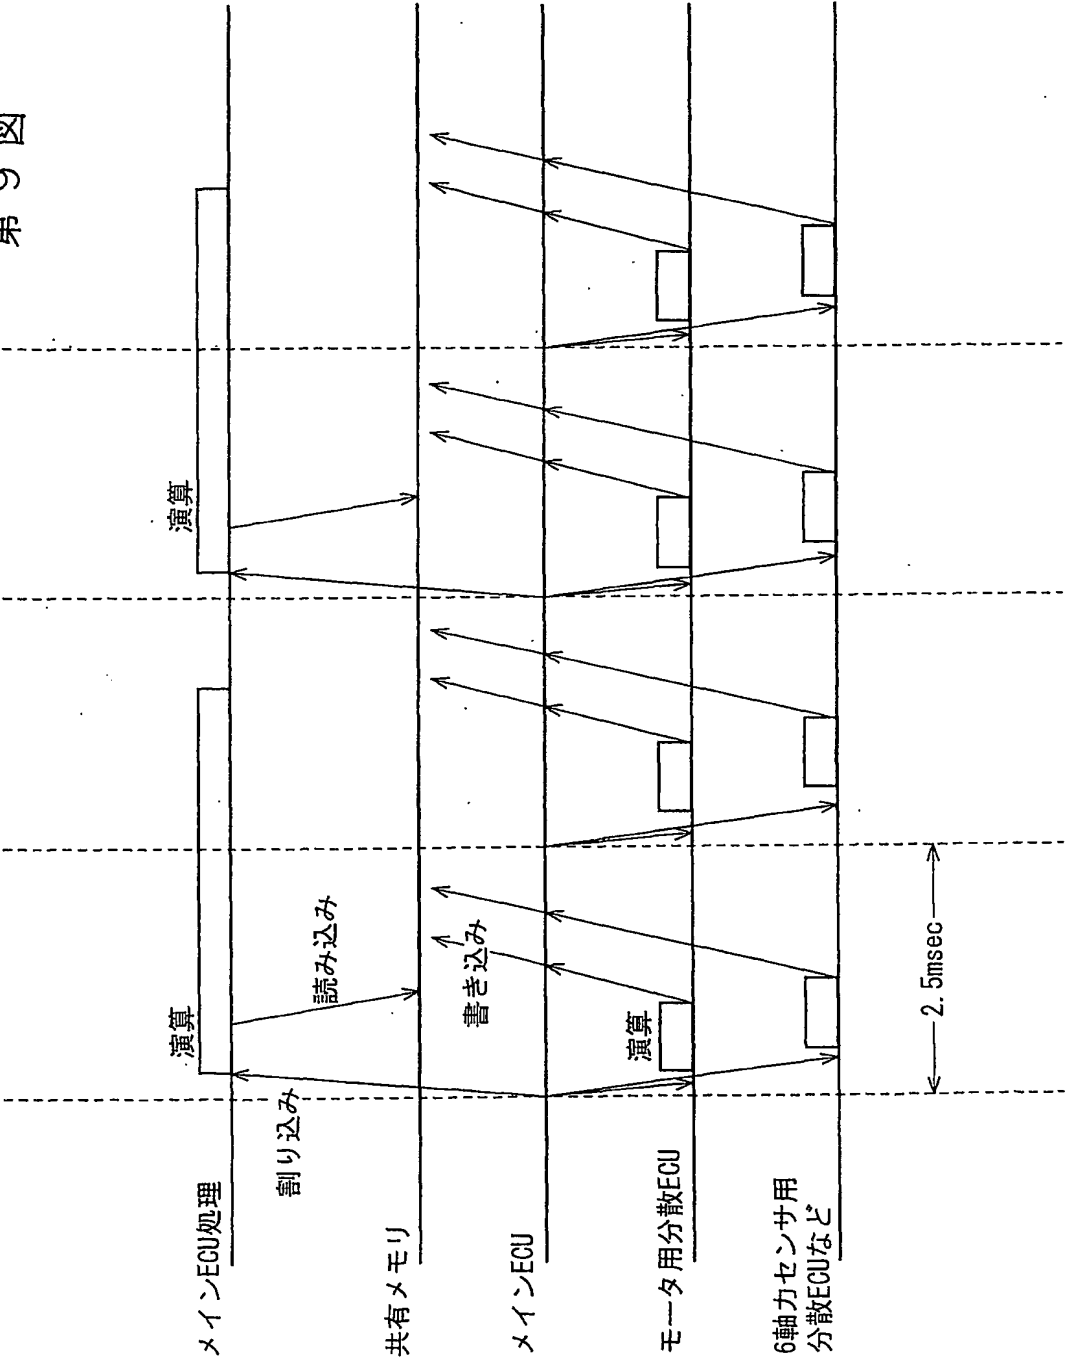 第 9 図
メインECU処理
割り込み
演算
読み込み
演算
共有メモリ
書き込み
メインECU
モータ用分散ECU
演算
6軸力センサ用
分散ECUなど
2.5msec